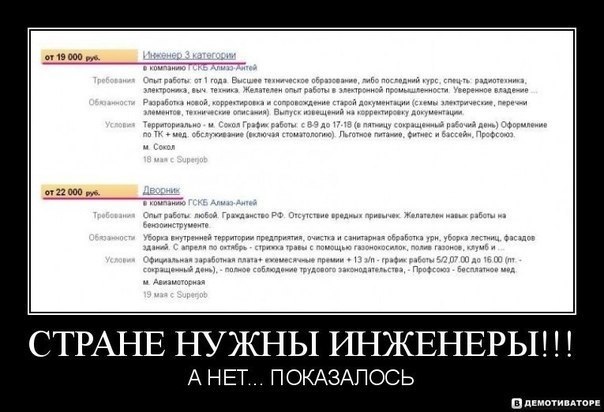 от 19 000 руб.
Инженер 3 категории
в компанию ГСКБ Алмаз-Антей
Требования Опыт работы: от 1 года. Высшее техническое образование, либо последний курс, спец-ть: радиотехника,
электроника, выч. техника. Желателен опыт работы в электронной промышленности. Уверенное владение ...
Обязанности Разработка новой, корректировка и сопровождение старой документации (схемы электрические, перечни
элементов, технические описания). Выпуск извещений на корректировку документации.
Условия Территориально - м. Сокол График работы: с 8-9 до 17-18 (в пятницу сокращенный рабочий день) Оформление
по ТК + мед. обслуживание (включая стоматологию). Льготное питание, фитнес и бассейн, Профсоюз.
м. Сокол
18 мая с Superjob
от 22 000 руб.
Дворник
в компанию ГСКБ Алмаз-Антей
Требования Опыт работы: любой. Гражданство РФ. Отсутствие вредных привычек. Желателен навык работы на
бензоинструменте.
Обязанности Уборка внутренней территории предприятия, очистка и санитарная обработка урн, уборка лестниц, фасадов
зданий. С апреля по октябрь - стрижка травы с помощью газонокосилок, полив газонов, клумб и ...
Условия Официальная заработная плата+ ежемесячные премии + 13 з/п - график работы 5/2,07.00 до 16.00 (пт. -
сокращенный день), - полное соблюдение трудового законодательства, - Профсоюз - бесплатное мед.
м. Авиамоторная
19 мая с Superjob
СТРАНЕ НУЖНЫ ИНЖЕНЕРЫ!!!
А НЕТ... ПОКАЗАЛОСЬ
В ДЕМОТИВАТОРЕ